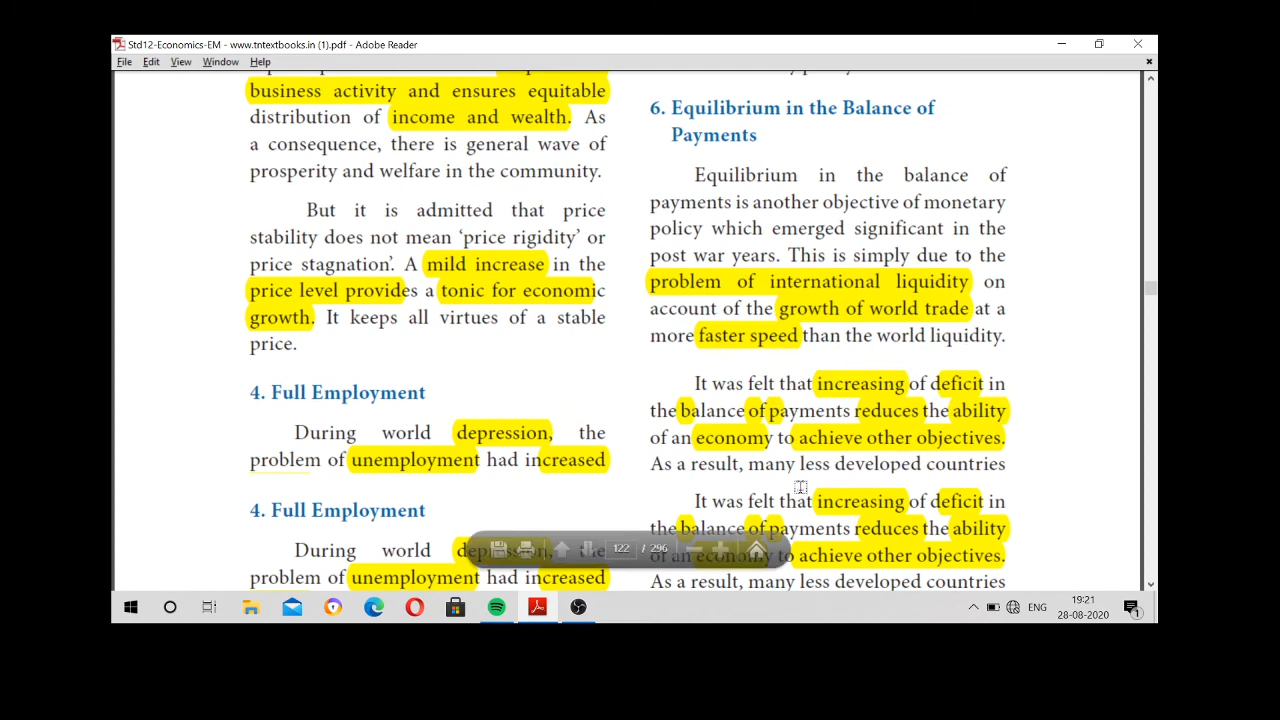 Std12-Economics-EM - www.tntextbooks.in (1).pdf - Adobe Reader
File Edit View Window Help
business activity and ensures equitable
distribution of income and wealth. As
a consequence, there is general wave of
prosperity and welfare in the community.
But it is admitted that price
stability does not mean ‘price rigidity’ or
price stagnation’. A mild increase in the
price level provides a tonic for economic
growth. It keeps all virtues of a stable
price.
4. Full Employment
During world depression, the
problem of unemployment had increased
4. Full Employment
During world depression, the
problem of unemployment had increased
6. Equilibrium in the Balance of
Payments
Equilibrium in the balance of
payments is another objective of monetary
policy which emerged significant in the
post war years. This is simply due to the
problem of international liquidity on
account of the growth of world trade at a
more faster speed than the world liquidity.
It was felt that increasing of deficit in
the balance of payments reduces the ability
of an economy to achieve other objectives.
As a result, many less developed countries
It was felt that increasing of deficit in
the balance of payments reduces the ability
of an economy to achieve other objectives.
As a result, many less developed countries
122 / 296
ENG
19:21
28-08-2020
1